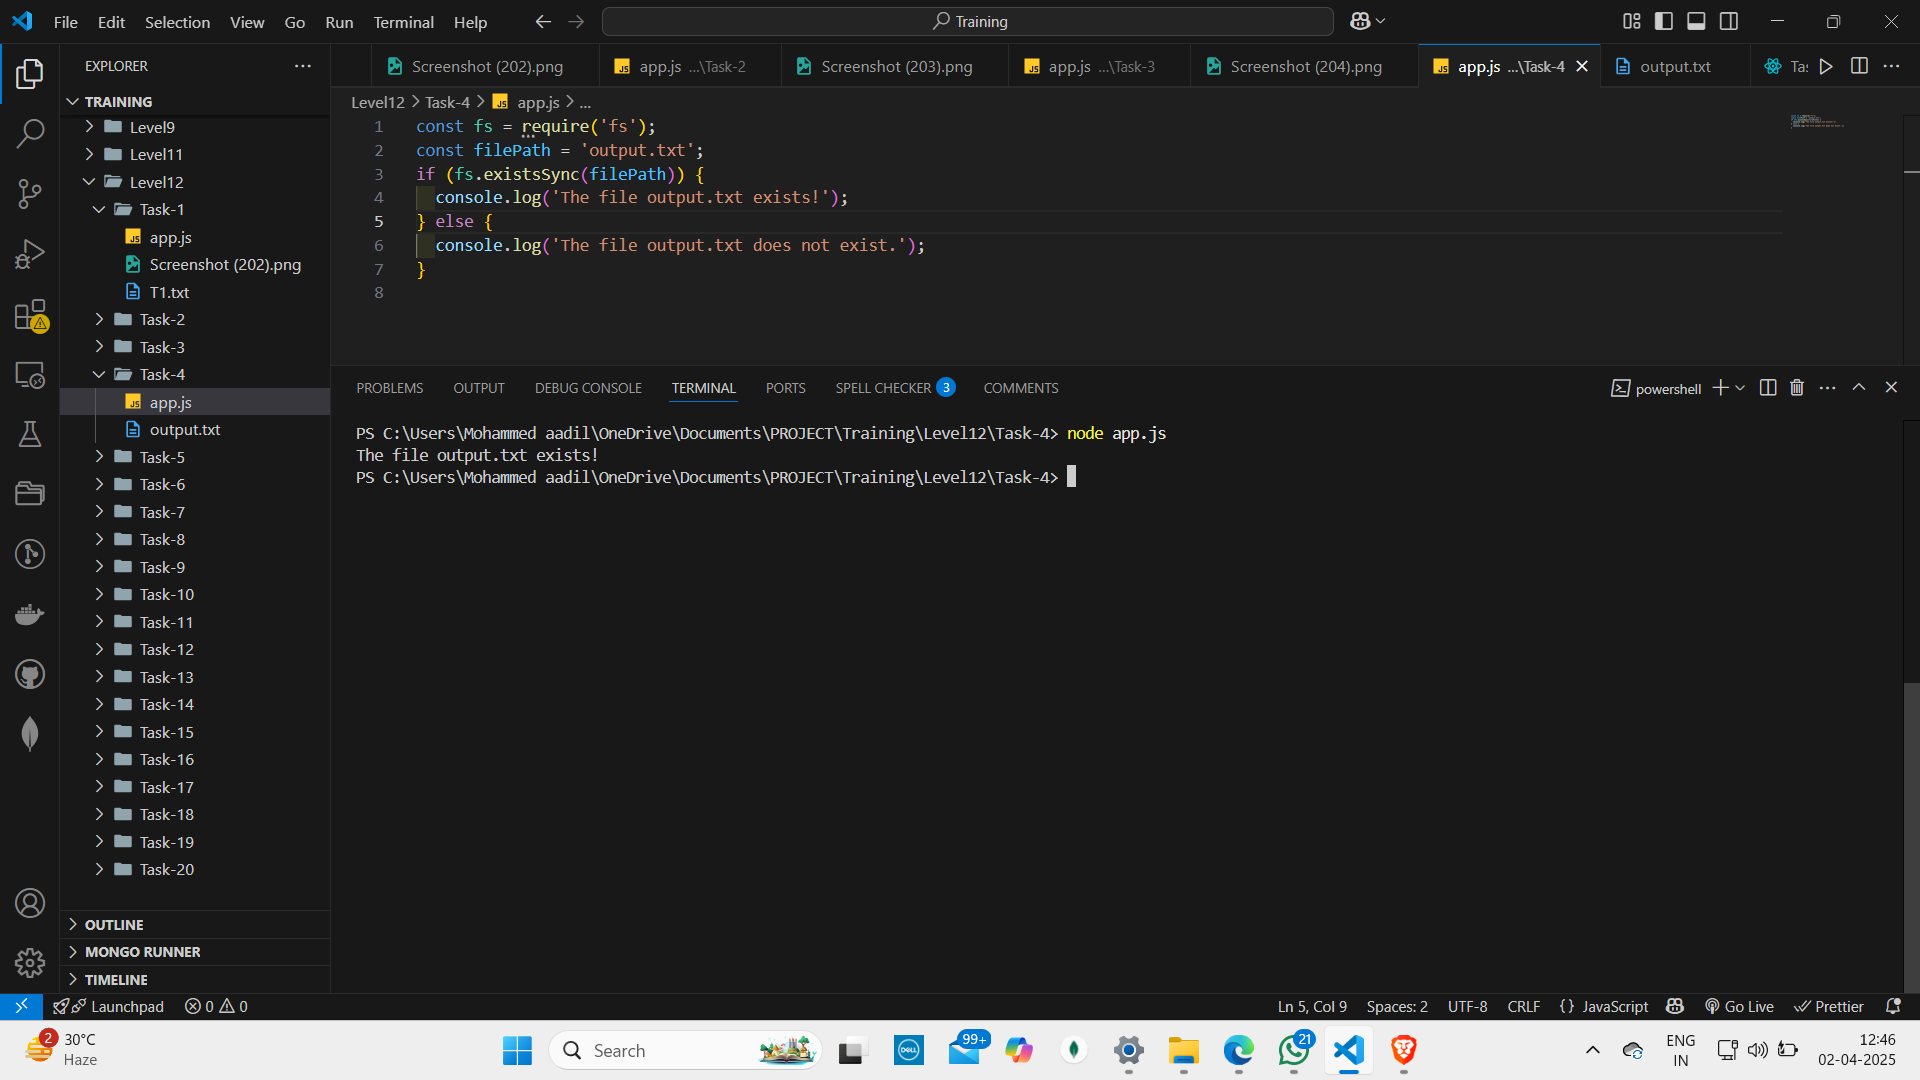 File Edit Selection View Go Run Terminal Help
Training
EXPLORER
TRAINING
Level9
Level11
Level12
Task-1
app.js
Screenshot (202).png
T1.txt
Task-2
Task-3
Task-4
app.js
output.txt
Task-5
Task-6
Task-7
Task-8
Task-9
Task-10
Task-11
Task-12
Task-13
Task-14
Task-15
Task-16
Task-17
Task-18
Task-19
Task-20
OUTLINE
MONGO RUNNER
TIMELINE
Screenshot (202).png
app.js ...\Task-2
Screenshot (203).png
app.js ...\Task-3
Screenshot (204).png
app.js ...\Task-4
output.txt
Level12 > Task-4 > JS app.js > ...
1 const fs = require('fs');
2 const filePath = 'output.txt';
3 if (fs.existsSync(filePath)) {
4 console.log('The file output.txt exists!');
5 } else {
6 console.log('The file output.txt does not exist.');
7 }
8
PROBLEMS OUTPUT DEBUG CONSOLE TERMINAL PORTS SPELL CHECKER 3 COMMENTS
powershell
PS C:\Users\Mohammed aadil\OneDrive\Documents\PROJECT\Training\Level12\Task-4> node app.js
The file output.txt exists!
PS C:\Users\Mohammed aadil\OneDrive\Documents\PROJECT\Training\Level12\Task-4>
Launchpad 0 0
Ln 5, Col 9 Spaces: 2 UTF-8 CRLF {} JavaScript Go Live Prettier
2
30°C
Haze
Search
DELL
99+
21
ENG
IN
12:46
02-04-2025